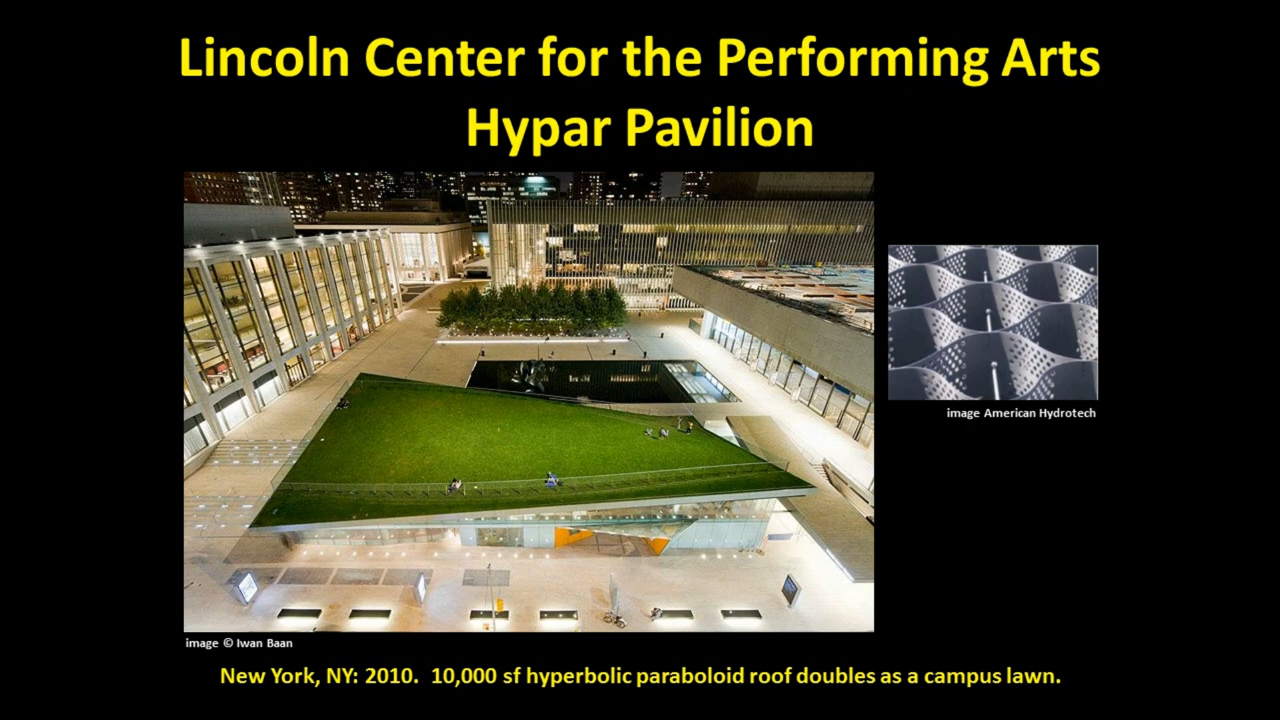 Lincoln Center for the Performing Arts
Hypar Pavilion
image American Hydrotech
image © Iwan Baan
New York, NY: 2010.  10,000 sf hyperbolic paraboloid roof doubles as a campus lawn.